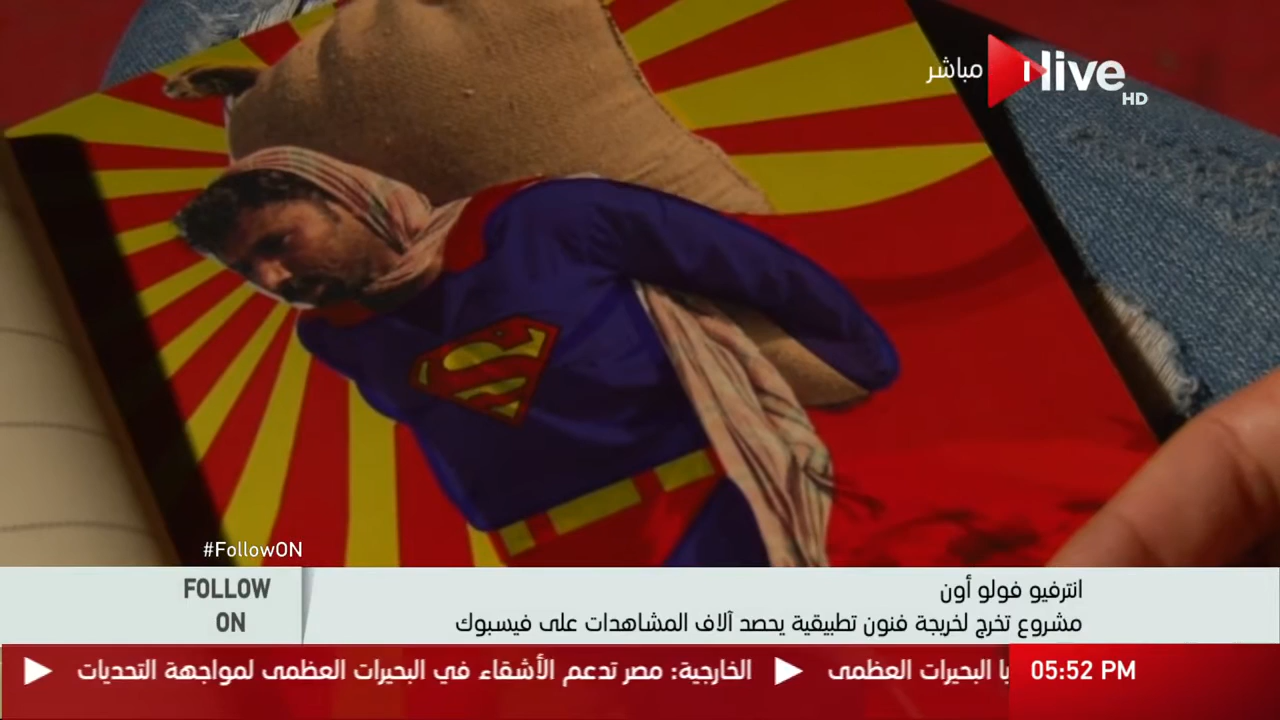 مباشر live
HD
#FollowON
FOLLOW
ON
انترفيو فولو أون
مشروع تخرج لخريجة فنون تطبيقية يحصد آلاف المشاهدات على فيسبوك
05:52 PM
البحيرات العظمى
الخارجية: مصر تدعم الأشقاء في البحيرات العظمى لمواجهة التحديات